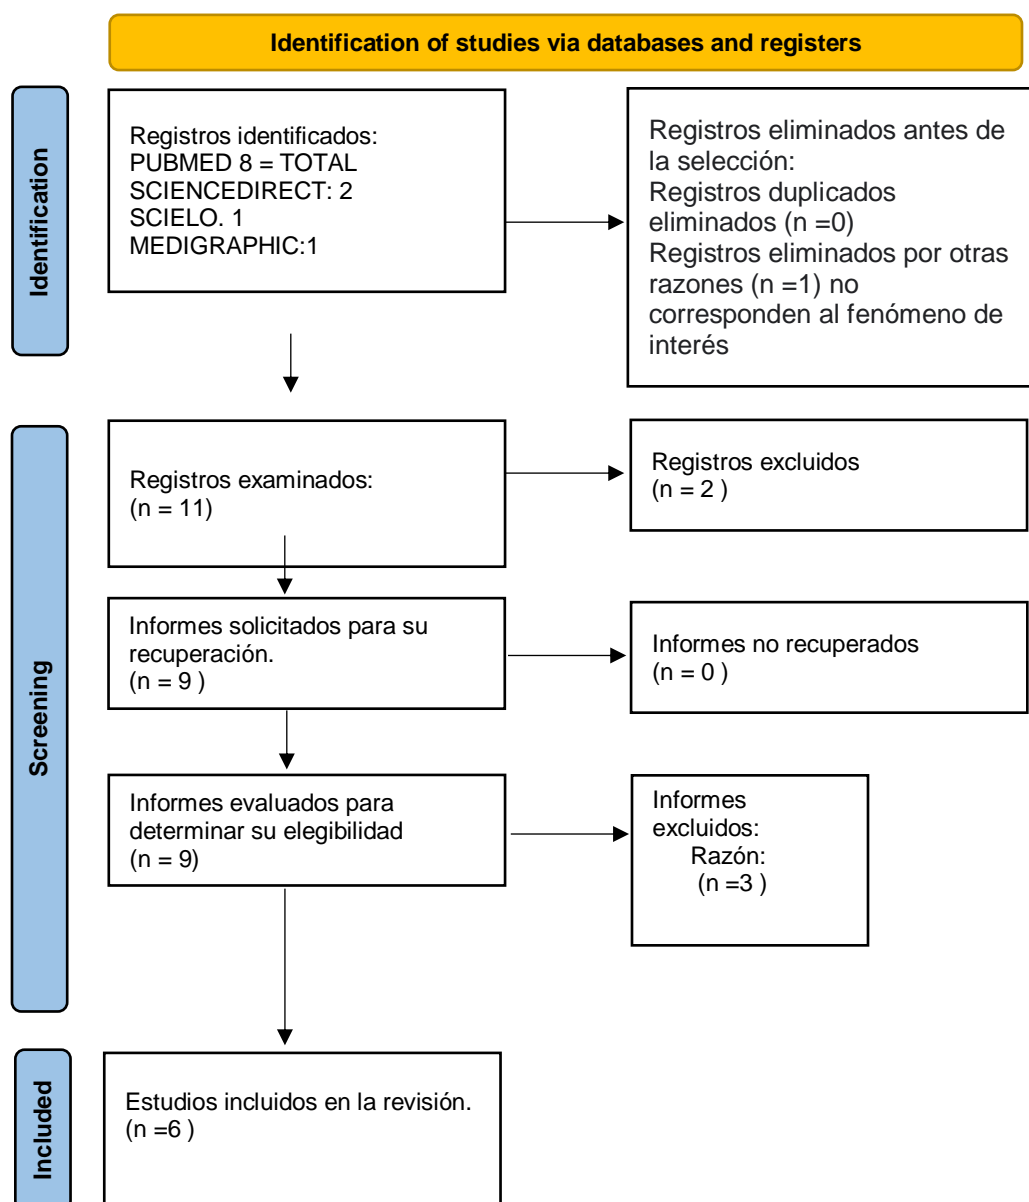 Identification of studies via databases and registers
Identification
Registros identificados:
PUBMED 8 = TOTAL
SCIENCEDIRECT: 2
SCIELO. 1
MEDIGRAPHIC:1
Registros eliminados antes de
la selección:
Registros duplicados
eliminados (n =0)
Registros eliminados por otras
razones (n =1) no
corresponden al fenómeno de
interés
Screening
Registros examinados:
(n = 11)
Registros excluidos
(n = 2 )
Informes solicitados para su
recuperación.
(n = 9 )
Informes no recuperados
(n = 0 )
Informes evaluados para
determinar su elegibilidad
(n = 9)
Informes
excluidos:
Razón:
(n =3 )
Included
Estudios incluidos en la revisión.
(n =6 )